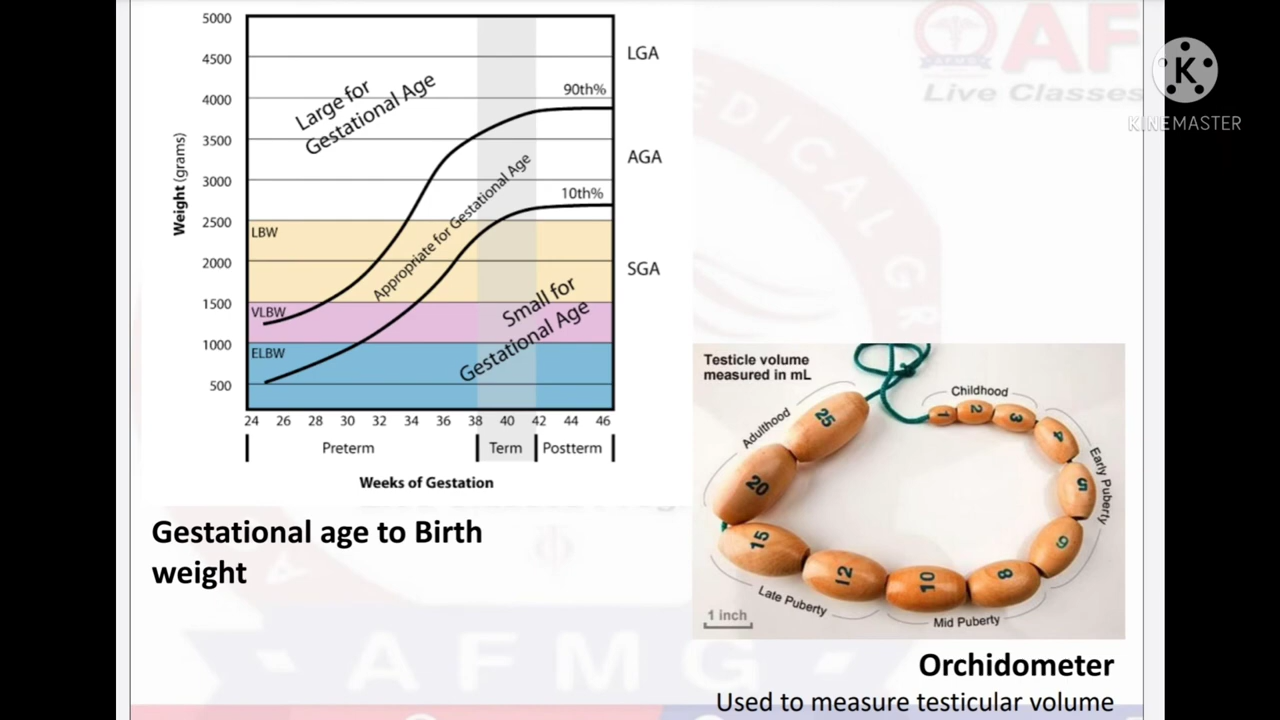 5000
4500
4000
3500
3000
2500
2000
1500
1000
500
Weight (grams)
Large for
Gestational Age
Appropriate for Gestational Age
Small for
Gestational Age
90th%
10th%
LGA
AGA
SGA
LBW
VLBW
ELBW
24 26 28 30 32 34 36 38 40 42 44 46
Preterm Term Postterm
Weeks of Gestation
Gestational age to Birth
weight
AF
Live Classes
K
KINEMASTER
EDICAL GR
AFMG
Testicle volume
measured in mL
Childhood
Early Puberty
Mid Puberty
Late Puberty
Adulthood
1 2 3 4 5 6 8 10 12 15 20 25
1 inch
Orchidometer
Used to measure testicular volume